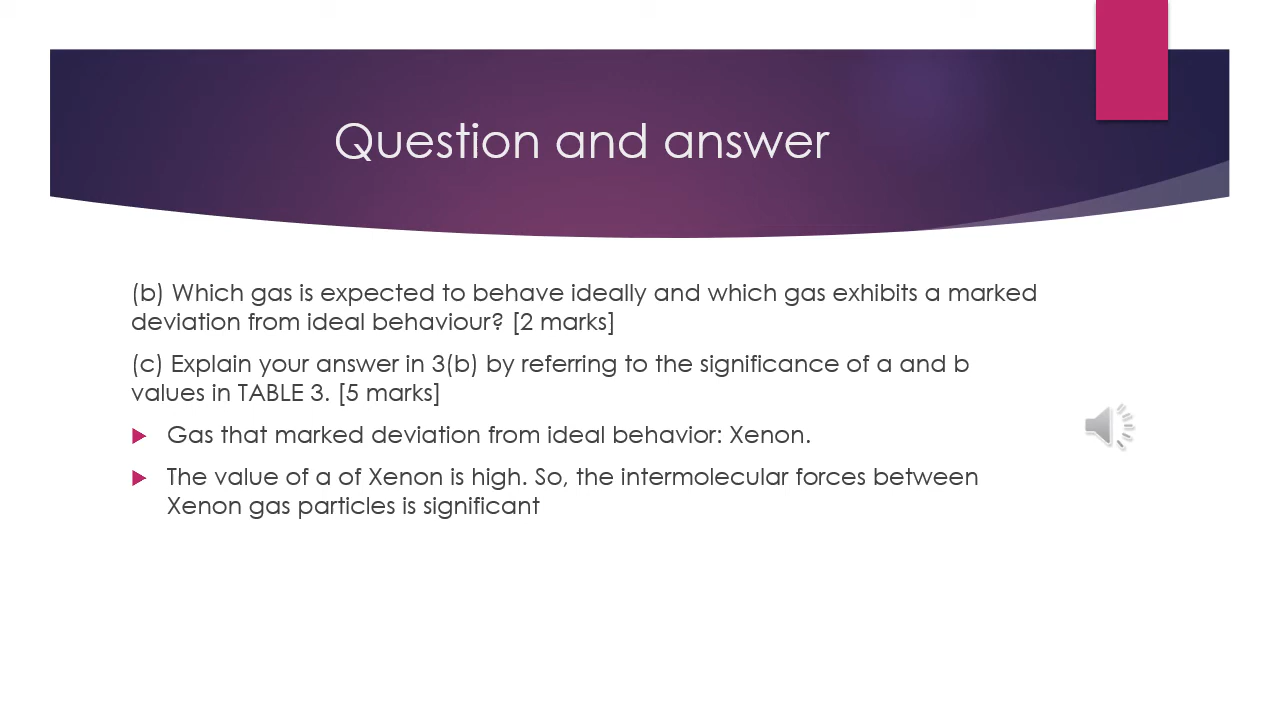 Question and answer
(b) Which gas is expected to behave ideally and which gas exhibits a marked
deviation from ideal behaviour? [2 marks]
(c) Explain your answer in 3(b) by referring to the significance of a and b
values in TABLE 3. [5 marks]
Gas that marked deviation from ideal behavior: Xenon.
The value of a of Xenon is high. So, the intermolecular forces between
Xenon gas particles is significant